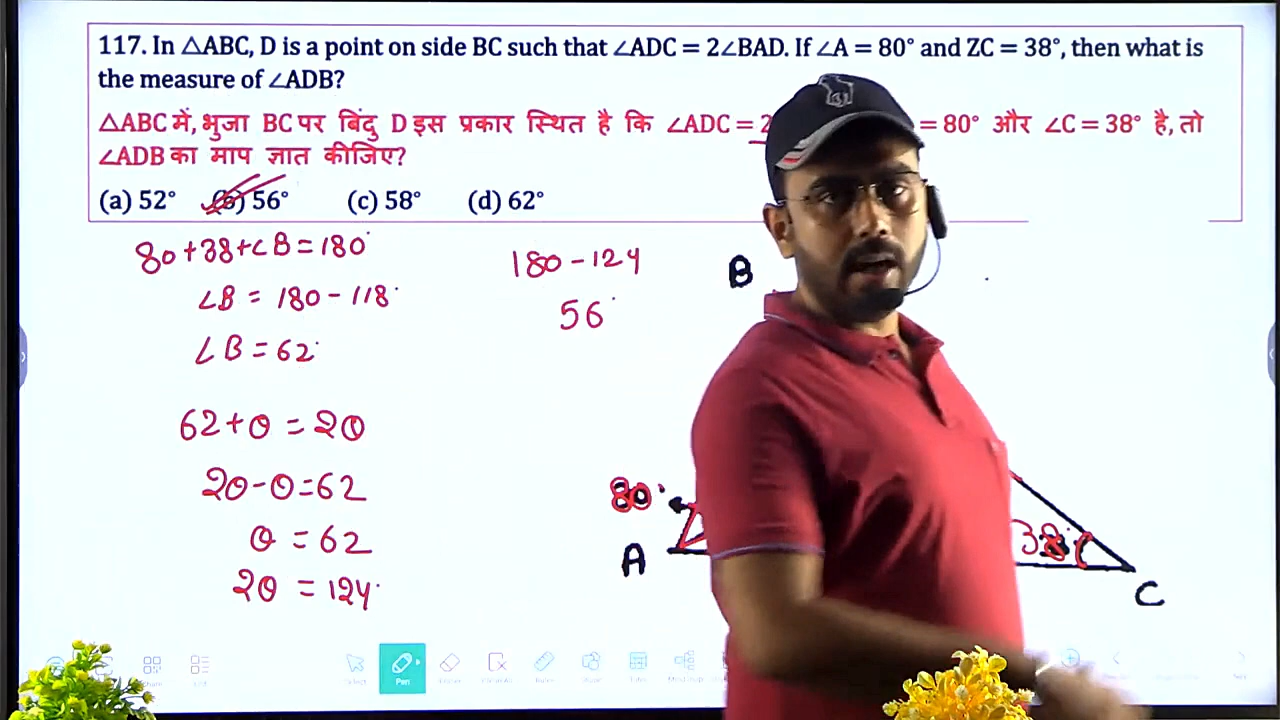 117. In △ABC, D is a point on side BC such that ∠ADC = 2∠BAD. If ∠A = 80° and ZC = 38°, then what is
the measure of ∠ADB?
△ABC में, भुजा BC पर बिंदु D इस प्रकार स्थित है कि ∠ADC = 2 = 80° और ∠C = 38° है, तो
∠ADB का माप ज्ञात कीजिए?
(a) 52° (b) 56° (c) 58° (d) 62°
80+38+∠B=180°
∠B = 180-118°
∠B = 62°
62+θ = 2θ
2θ-θ=62
θ = 62
2θ = 124°
180-124
56°
B
80°
A
38°
C
Pen